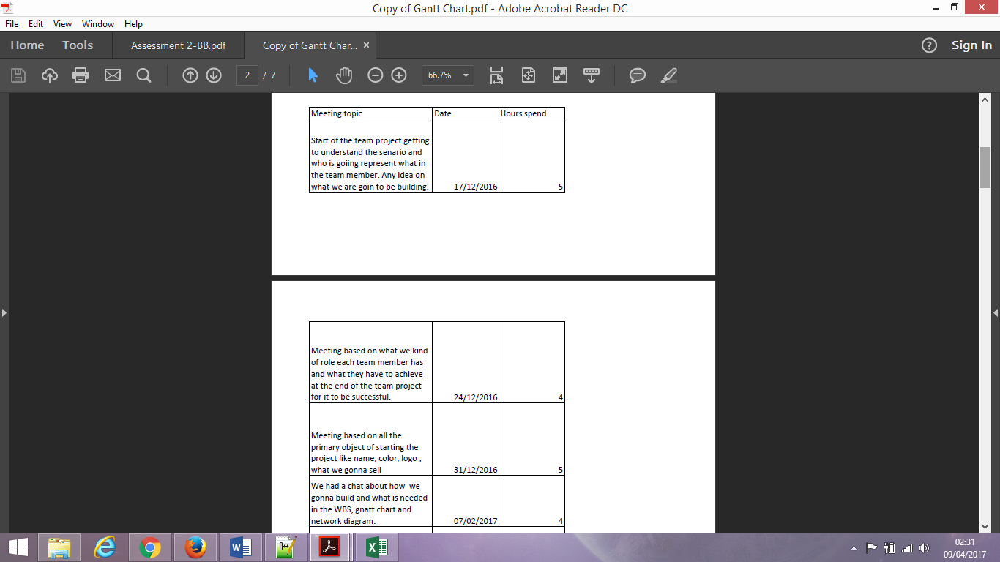 Copy of Gantt Chart.pdf - Adobe Acrobat Reader DC
File Edit View Window Help
Home Tools Assessment 2-BB.pdf Copy of Gantt Char... × Sign In
2 / 7 66.7%
Meeting topic Date Hours spend
Start of the team project getting
to understand the senario and
who is goiing represent what in
the team member. Any idea on
what we are goin to be building. 17/12/2016 5
Meeting based on what we kind
of role each team member has
and what they have to achieve
at the end of the team project
for it to be successful. 24/12/2016 4
Meeting based on all the
primary object of starting the
project like name, color, logo ,
what we gonna sell 31/12/2016 5
We had a chat about how we
gonna build and what is needed
in the WBS, gnatt chart and
network diagram. 07/02/2017 4
02:31
09/04/2017